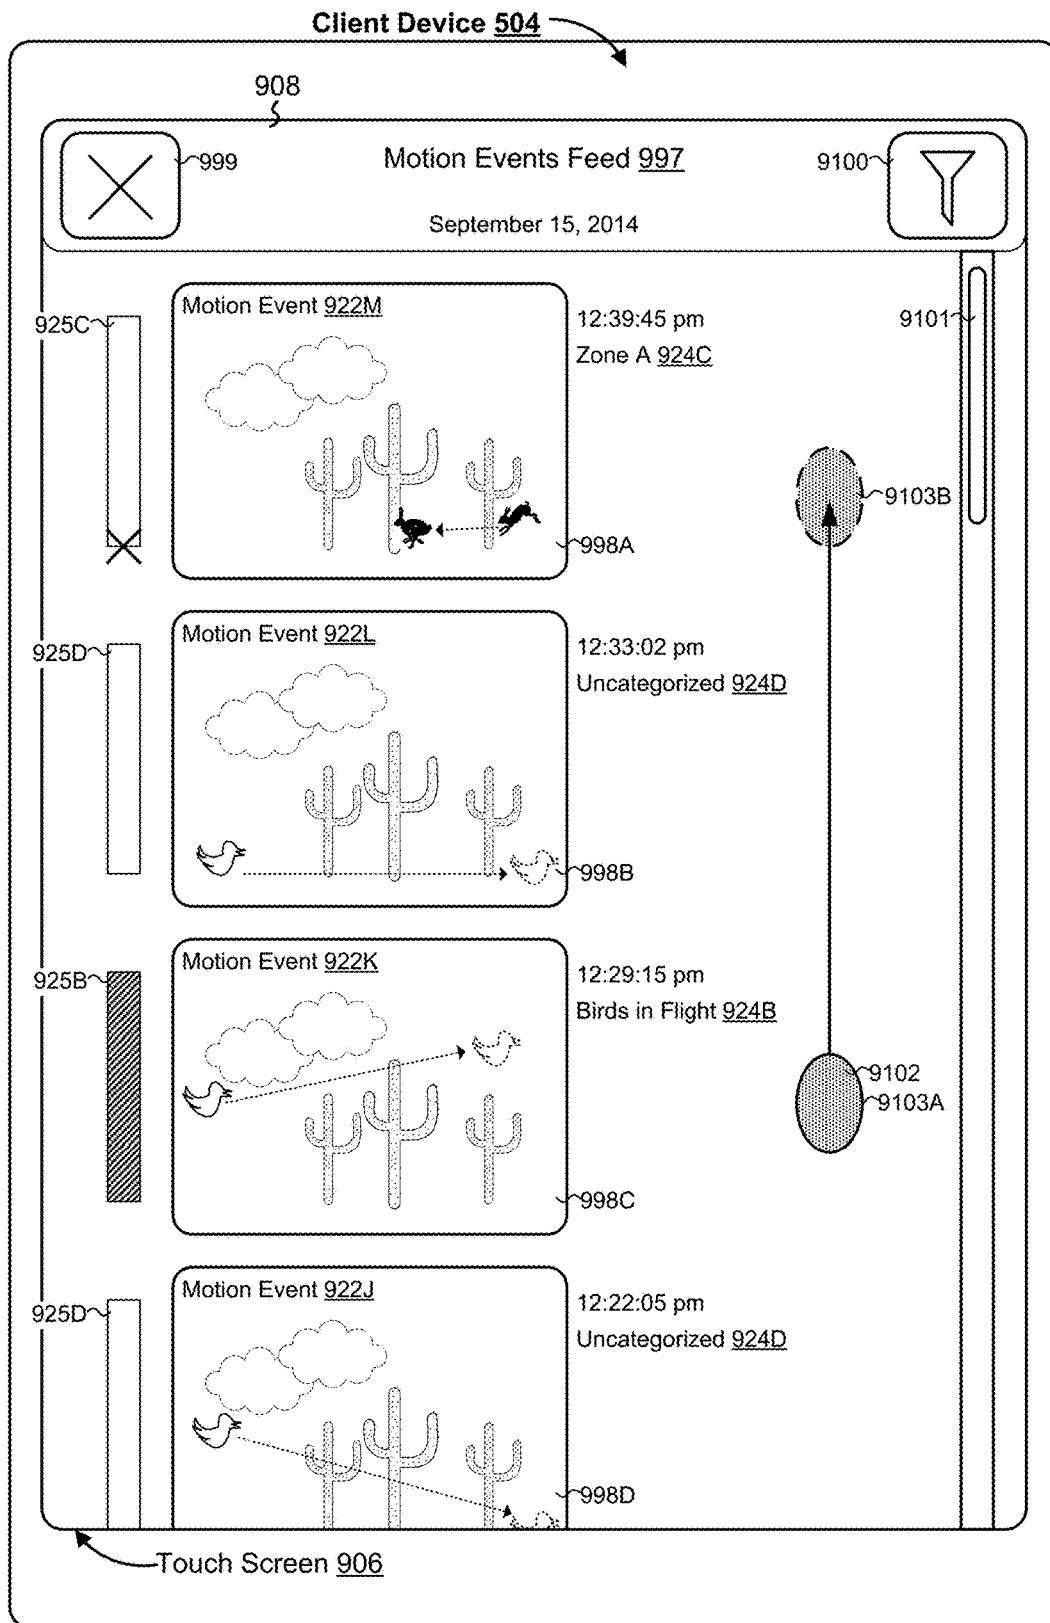 Client Device 504
908
999
Motion Events Feed 997
9100
September 15, 2014
Motion Event 922M
925C
12:39:45 pm
9101
Zone A 924C
9103B
998A
Motion Event 922L
925D
12:33:02 pm
Uncategorized 924D
998B
Motion Event 922K
925B
12:29:15 pm
Birds in Flight 924B
9102
9103A
998C
Motion Event 922J
925D
12:22:05 pm
Uncategorized 924D
998D
Touch Screen 906